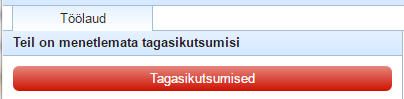 Töölaud
Teil on menetlemata tagasikutsumisi
Tagasikutsumised